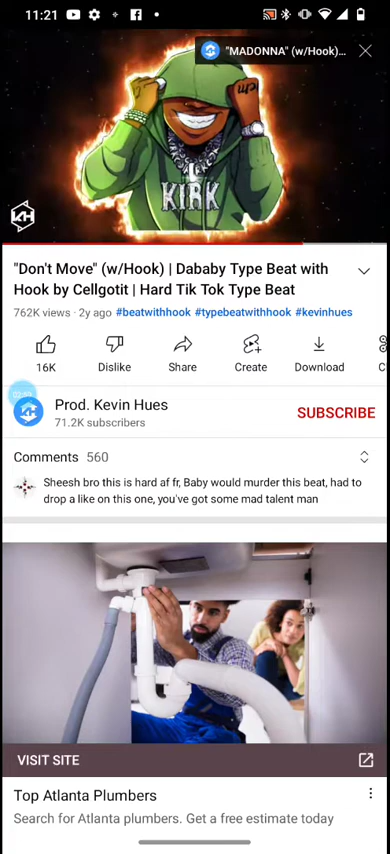 11:21
"MADONNA" (w/Hook)...
KIRK
KH
"Don't Move" (w/Hook) | Dababy Type Beat with
Hook by Cellgotit | Hard Tik Tok Type Beat
762K views · 2y ago #beatwithhook #typebeatwithhook #kevinhues
16K
Dislike
Share
Create
Download
C
Prod. Kevin Hues
71.2K subscribers
SUBSCRIBE
Comments 560
Sheesh bro this is hard af fr, Baby would murder this beat, had to
drop a like on this one, you've got some mad talent man
VISIT SITE
Top Atlanta Plumbers
Search for Atlanta plumbers. Get a free estimate today